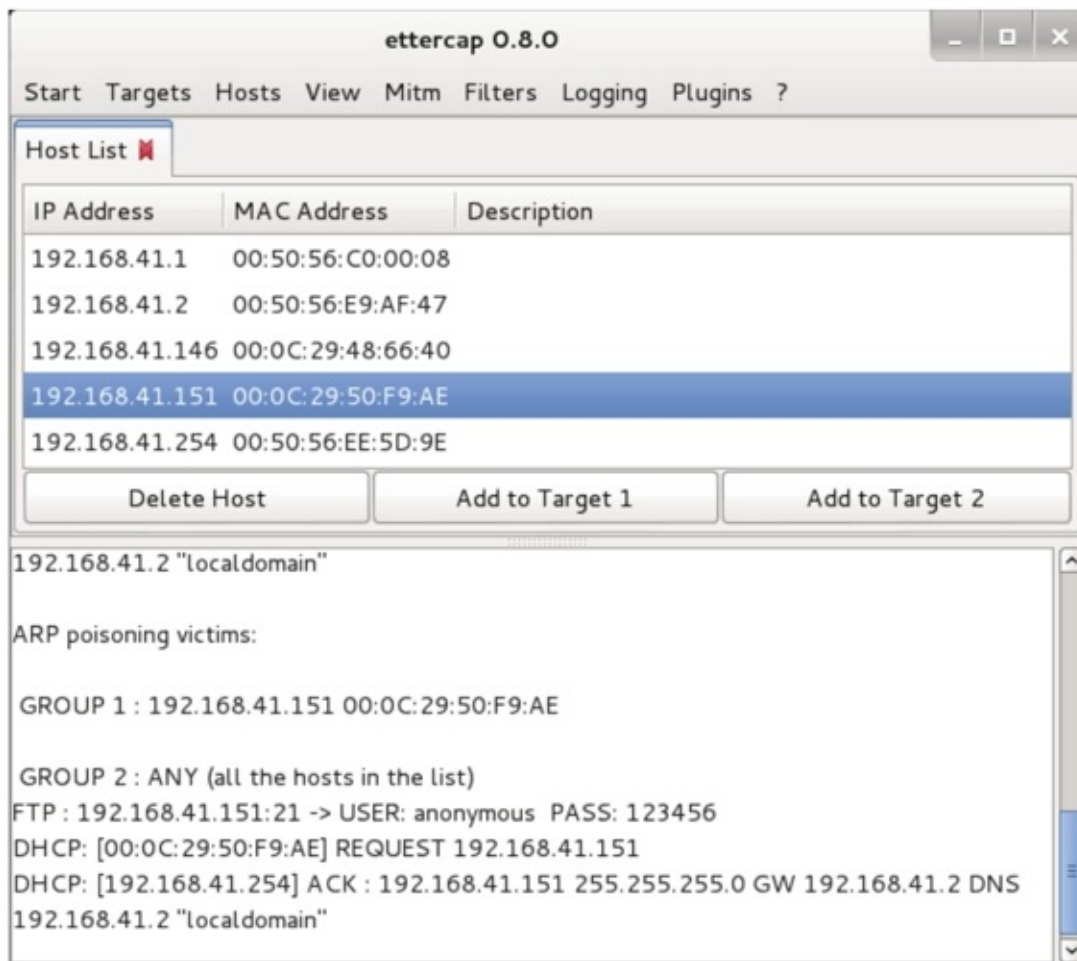 ettercap 0.8.0
Start Targets Hosts View Mitm Filters Logging Plugins ?
Host List
IP Address MAC Address Description
192.168.41.1 00:50:56:C0:00:08
192.168.41.2 00:50:56:E9:AF:47
192.168.41.146 00:0C:29:48:66:40
192.168.41.151 00:0C:29:50:F9:AE
192.168.41.254 00:50:56:EE:5D:9E
Delete Host Add to Target 1 Add to Target 2
192.168.41.2 "localdomain"
ARP poisoning victims:
GROUP 1 : 192.168.41.151 00:0C:29:50:F9:AE
GROUP 2 : ANY (all the hosts in the list)
FTP : 192.168.41.151:21 -> USER: anonymous PASS: 123456
DHCP: [00:0C:29:50:F9:AE] REQUEST 192.168.41.151
DHCP: [192.168.41.254] ACK : 192.168.41.151 255.255.255.0 GW 192.168.41.2 DNS
192.168.41.2 "localdomain"